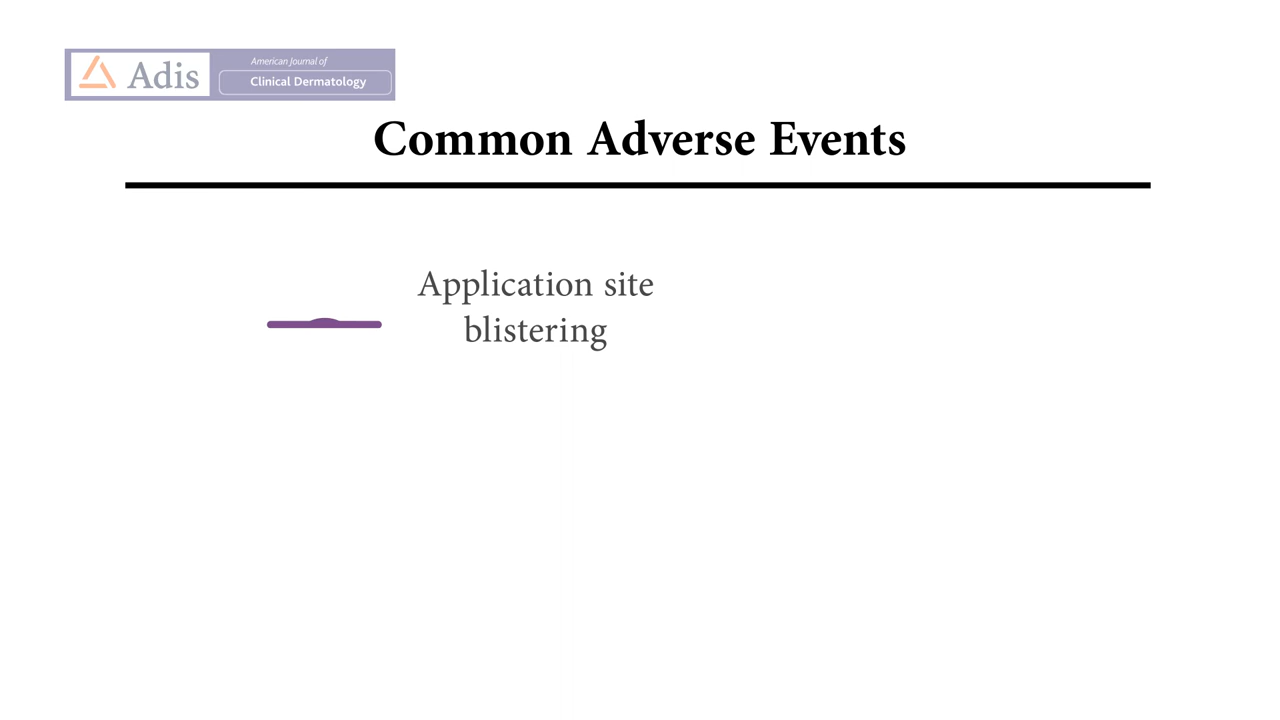 Adis
American Journal of
Clinical Dermatology
Common Adverse Events
Application site
blistering